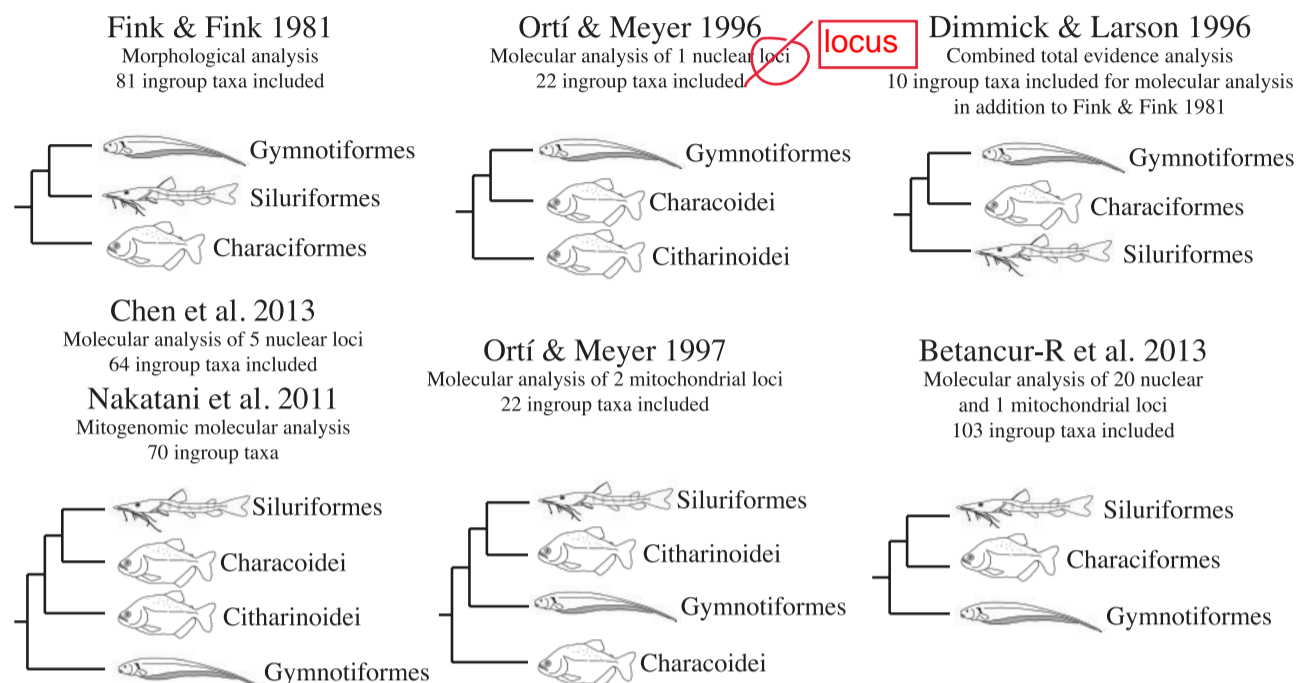 Fink & Fink 1981
Morphological analysis
81 ingroup taxa included
Gymnotiformes
Siluriformes
Characiformes
Ortí & Meyer 1996
Molecular analysis of 1 nuclear loci
22 ingroup taxa included
locus
Gymnotiformes
Characoidei
Citharinoidei
Dimmick & Larson 1996
Combined total evidence analysis
10 ingroup taxa included for molecular analysis
in addition to Fink & Fink 1981
Gymnotiformes
Characiformes
Siluriformes
Chen et al. 2013
Molecular analysis of 5 nuclear loci
64 ingroup taxa included
Nakatani et al. 2011
Mitogenomic molecular analysis
70 ingroup taxa
Siluriformes
Characoidei
Citharinoidei
Gymnotiformes
Ortí & Meyer 1997
Molecular analysis of 2 mitochondrial loci
22 ingroup taxa included
Siluriformes
Citharinoidei
Gymnotiformes
Characoidei
Betancur-R et al. 2013
Molecular analysis of 20 nuclear
and 1 mitochondrial loci
103 ingroup taxa included
Siluriformes
Characiformes
Gymnotiformes